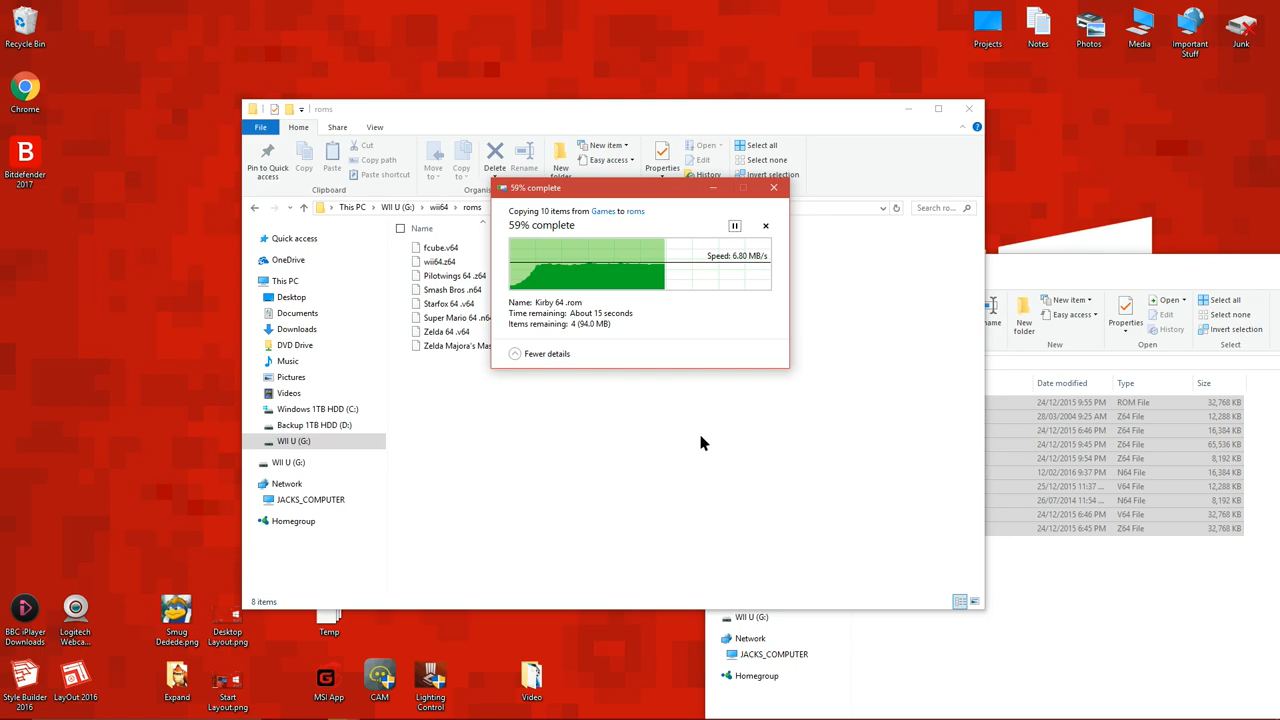 Recycle Bin
Chrome
Bitdefender
2017
Projects
Notes
Photos
Media
Important
Stuff
Junk
roms
File
Home
Share
View
Pin to Quick
access
Copy
Paste
Cut
Copy path
Paste shortcut
Clipboard
Move
to
Copy
to
Delete
Rename
Organis
New
New item
Easy access
Properties
Open
Edit
History
Select all
Select none
Invert selection
This PC
WII U (G:)
wii64
roms
Search ro...
Quick access
OneDrive
This PC
Desktop
Documents
Downloads
DVD Drive
Music
Pictures
Videos
Windows 1TB HDD (C:)
Backup 1TB HDD (D:)
WII U (G:)
WII U (G:)
Network
JACKS_COMPUTER
Homegroup
Name
fcube.v64
wii64.z64
Pilotwings 64 .z64
Smash Bros .n64
Starfox 64 .v64
Super Mario 64 .n6
Zelda 64 .v64
Zelda Majora's Mas
8 items
59% complete
Copying 10 items from Games to roms
59% complete
Speed: 6.80 MB/s
Name: Kirby 64 .rom
Time remaining: About 15 seconds
Items remaining: 4 (94.0 MB)
Fewer details
name
New
folder
New item
Easy access
New
Properties
Open
Edit
History
Open
Select all
Select none
Invert selection
Select
Date modified Type Size
24/12/2015 9:55 PM ROM File 32,768 KB
28/03/2004 9:25 AM Z64 File 12,288 KB
24/12/2015 6:46 PM Z64 File 16,384 KB
24/12/2015 9:45 PM Z64 File 65,536 KB
24/12/2015 9:54 PM Z64 File 8,192 KB
12/02/2016 9:37 PM N64 File 16,384 KB
25/12/2015 11:37 ... V64 File 12,288 KB
26/07/2014 11:54 ... N64 File 8,192 KB
24/12/2015 6:46 PM V64 File 32,768 KB
24/12/2015 6:45 PM Z64 File 32,768 KB
WII U (G:)
Network
JACKS_COMPUTER
Homegroup
BBC iPlayer
Downloads
Logitech
Webca...
Smug
Dedede.png
Desktop
Layout.png
Temp
Style Builder
2016
LayOut 2016
Expand
Start
Layout.png
MSI App
CAM
Lighting
Control
Video